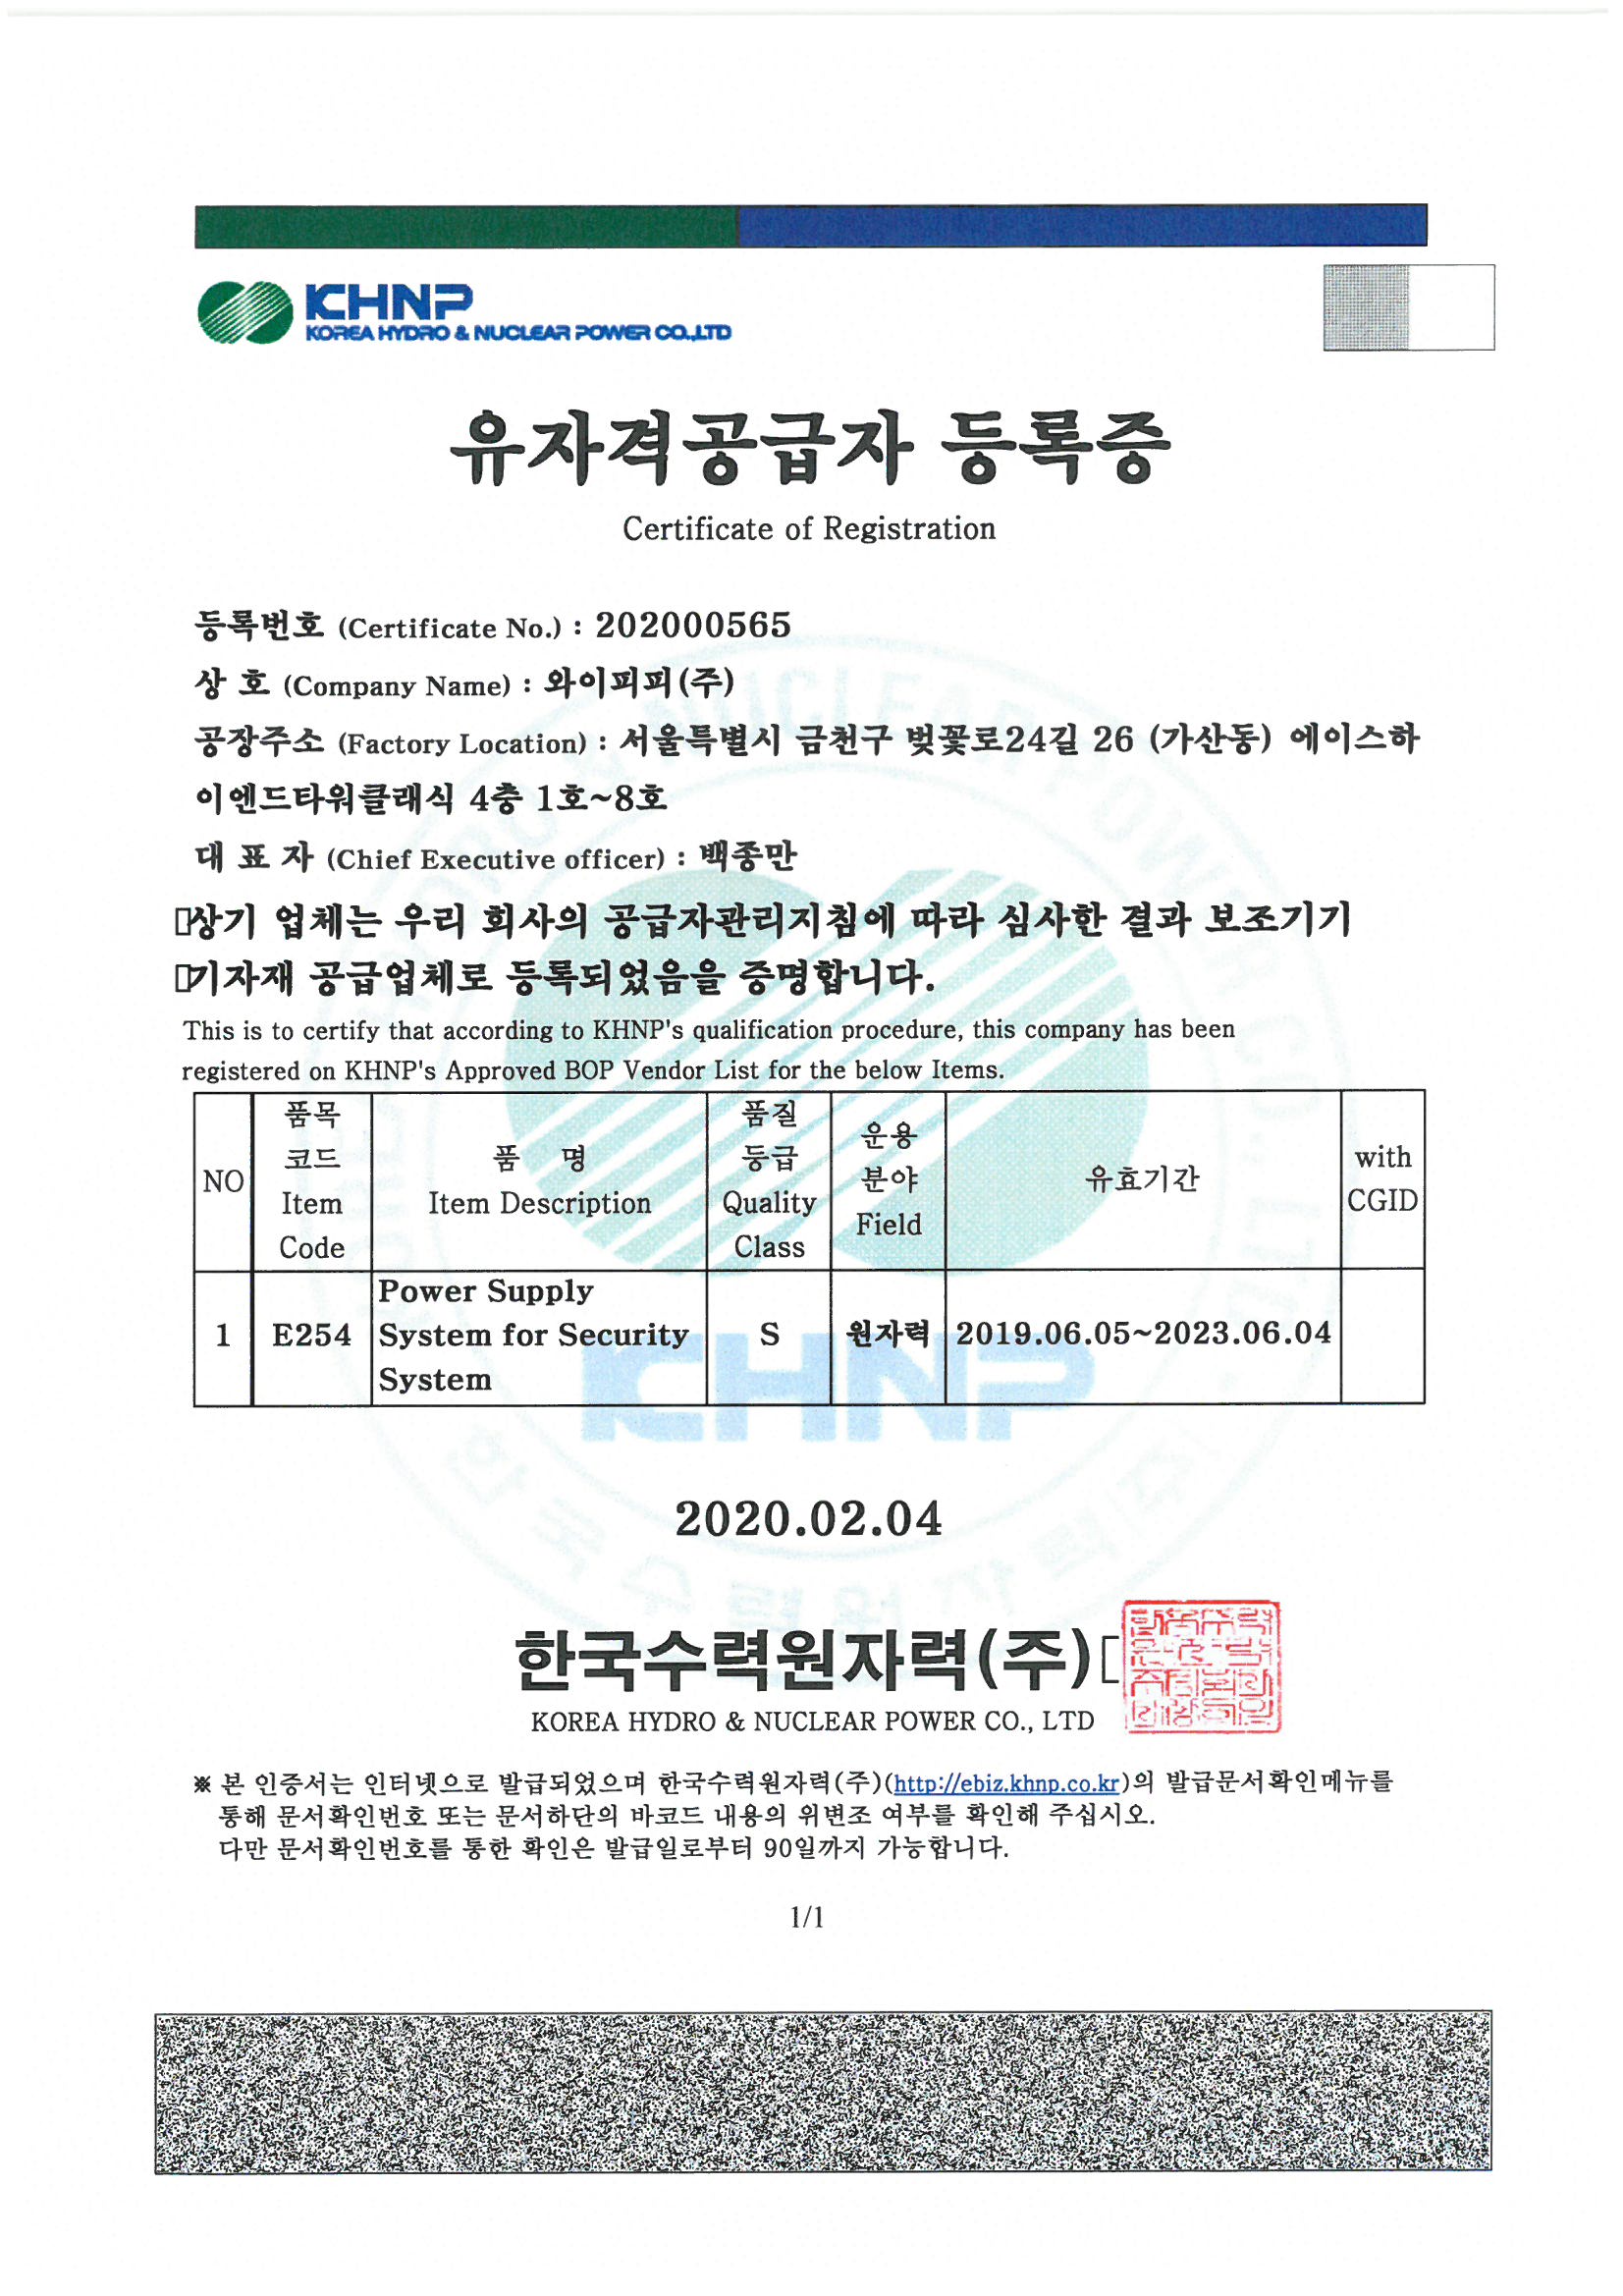 KHNP
KOREA HYDRO & NUCLEAR POWER CO.,LTD
유자격공급자 등록증
Certificate of Registration
등록번호 (Certificate No.) : 202000565
상 호 (Company Name) : 와이피피(주)
공장주소 (Factory Location) : 서울특별시 금천구 벚꽃로24길 26 (가산동) 에이스하
이엔드타워클래식 4층 1호~8호
대 표 자 (Chief Executive officer) : 백종만
상기 업체는 우리 회사의 공급자관리지침에 따라 심사한 결과 보조기기
기자재 공급업체로 등록되었음을 증명합니다.
This is to certify that according to KHNP's qualification procedure, this company has been
registered on KHNP's Approved BOP Vendor List for the below Items.
NO
품목
코드
Item
Code
품 명
Item Description
품질
등급
Quality
Class
운용
분야
Field
유효기간
with
CGID
1
E254
Power Supply
System for Security
System
S
원자력
2019.06.05~2023.06.04
KHNP
2020.02.04
한국수력원자력(주)
KOREA HYDRO & NUCLEAR POWER CO., LTD
※ 본 인증서는 인터넷으로 발급되었으며 한국수력원자력(주)(http://ebiz.khnp.co.kr)의 발급문서확인메뉴를
통해 문서확인번호 또는 문서하단의 바코드 내용의 위변조 여부를 확인해 주십시오.
다만 문서확인번호를 통한 확인은 발급일로부터 90일까지 가능합니다.
1/1